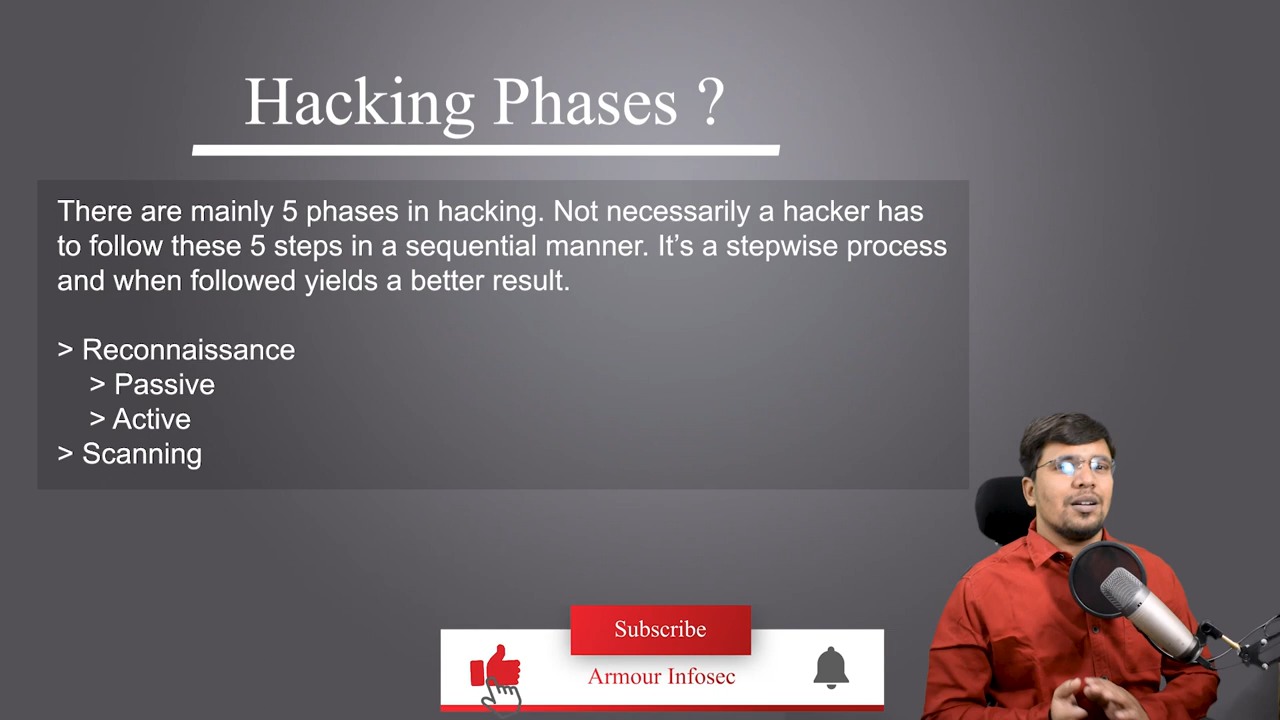 Hacking Phases ?
There are mainly 5 phases in hacking. Not necessarily a hacker has
to follow these 5 steps in a sequential manner. It’s a stepwise process
and when followed yields a better result.
> Reconnaissance
> Passive
> Active
> Scanning
Subscribe
Armour Infosec